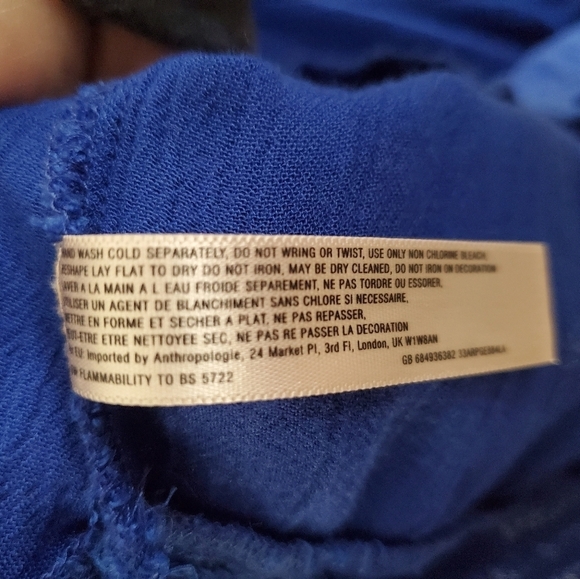 AND WASH COLD SEPARATELY, DO NOT WRING OR TWIST, USE ONLY NON CHLORINE BLEACH,
RESHAPE LAY FLAT TO DRY DO NOT IRON, MAY BE DRY CLEANED, DO NOT IRON ON DECORATION
LAVER A LA MAIN A L EAU FROIDE SEPAREMENT, NE PAS TORDRE OU ESSORER,
UTILISER UN AGENT DE BLANCHIMENT SANS CHLORE SI NECESSAIRE,
METTRE EN FORME ET SECHER A PLAT, NE PAS REPASSER,
PEUT-ETRE ETRE NETTOYEE SEC, NE PAS RE PASSER LA DECORATION
EU: Imported by Anthropologie, 24 Market Pl, 3rd Fl, London, UK W1W8AN
GB 684936382
FLAMMABILITY TO BS 5722